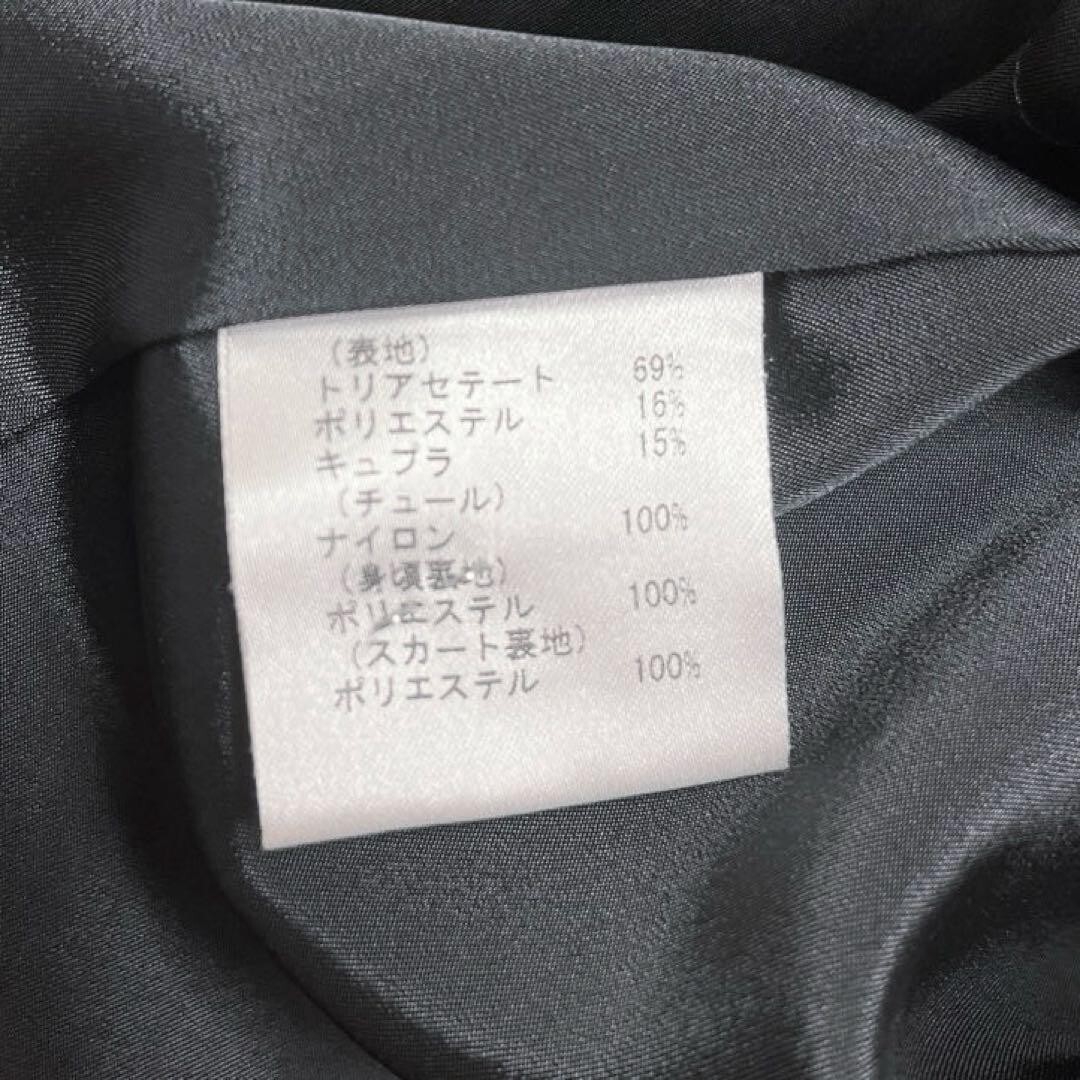 (表地)
トリアセテート 69%
ポリエステル 16%
キュプラ 15%
(チュール)
ナイロン 100%
(身頃裏地)
ポリエステル 100%
(スカート裏地)
ポリエステル 100%